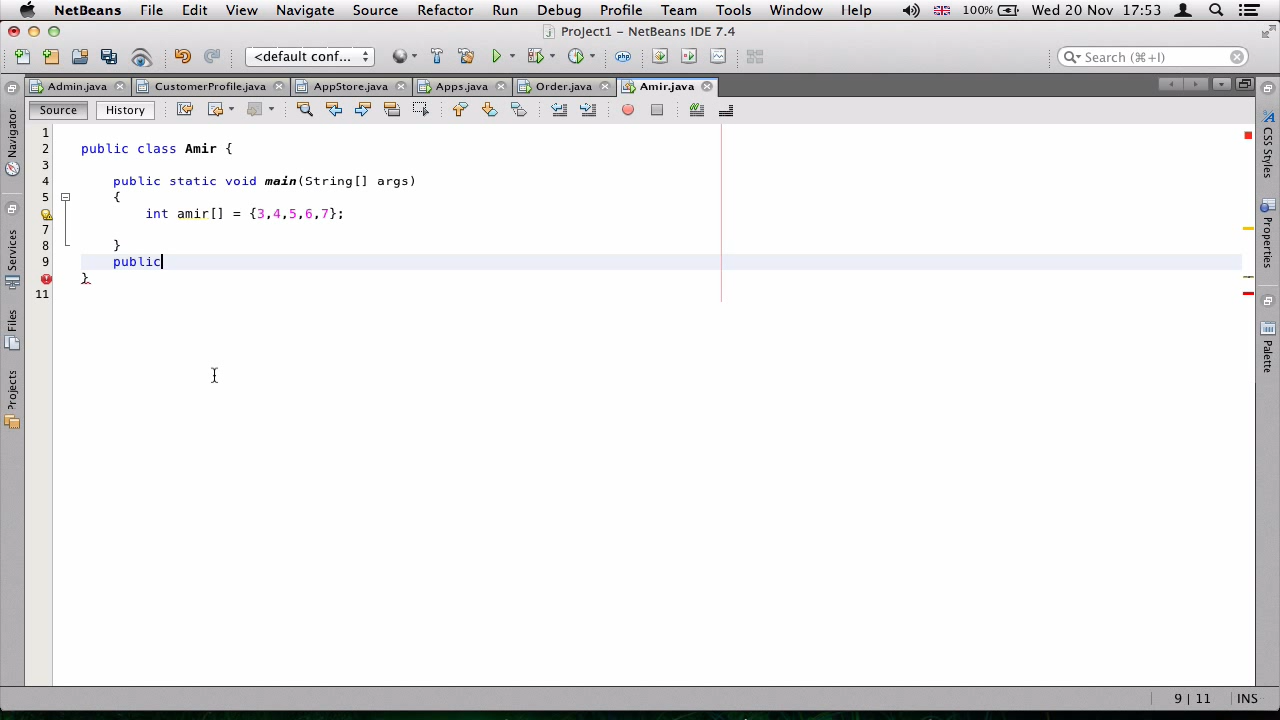 NetBeans File Edit View Navigate Source Refactor Run Debug Profile Team Tools Window Help 100% Wed 20 Nov 17:53
Project1 – NetBeans IDE 7.4
<default conf... php Search (⌘+I)
Admin.java CustomerProfile.java AppStore.java Apps.java Order.java Amir.java
Source History
Navigator
Services
Files
Projects
1
2 public class Amir {
3
4 public static void main(String[] args)
5 {
int amir[] = {3,4,5,6,7};
7
8 }
9 public
}
11
CSS Styles
Properties
Palette
9 | 11 INS